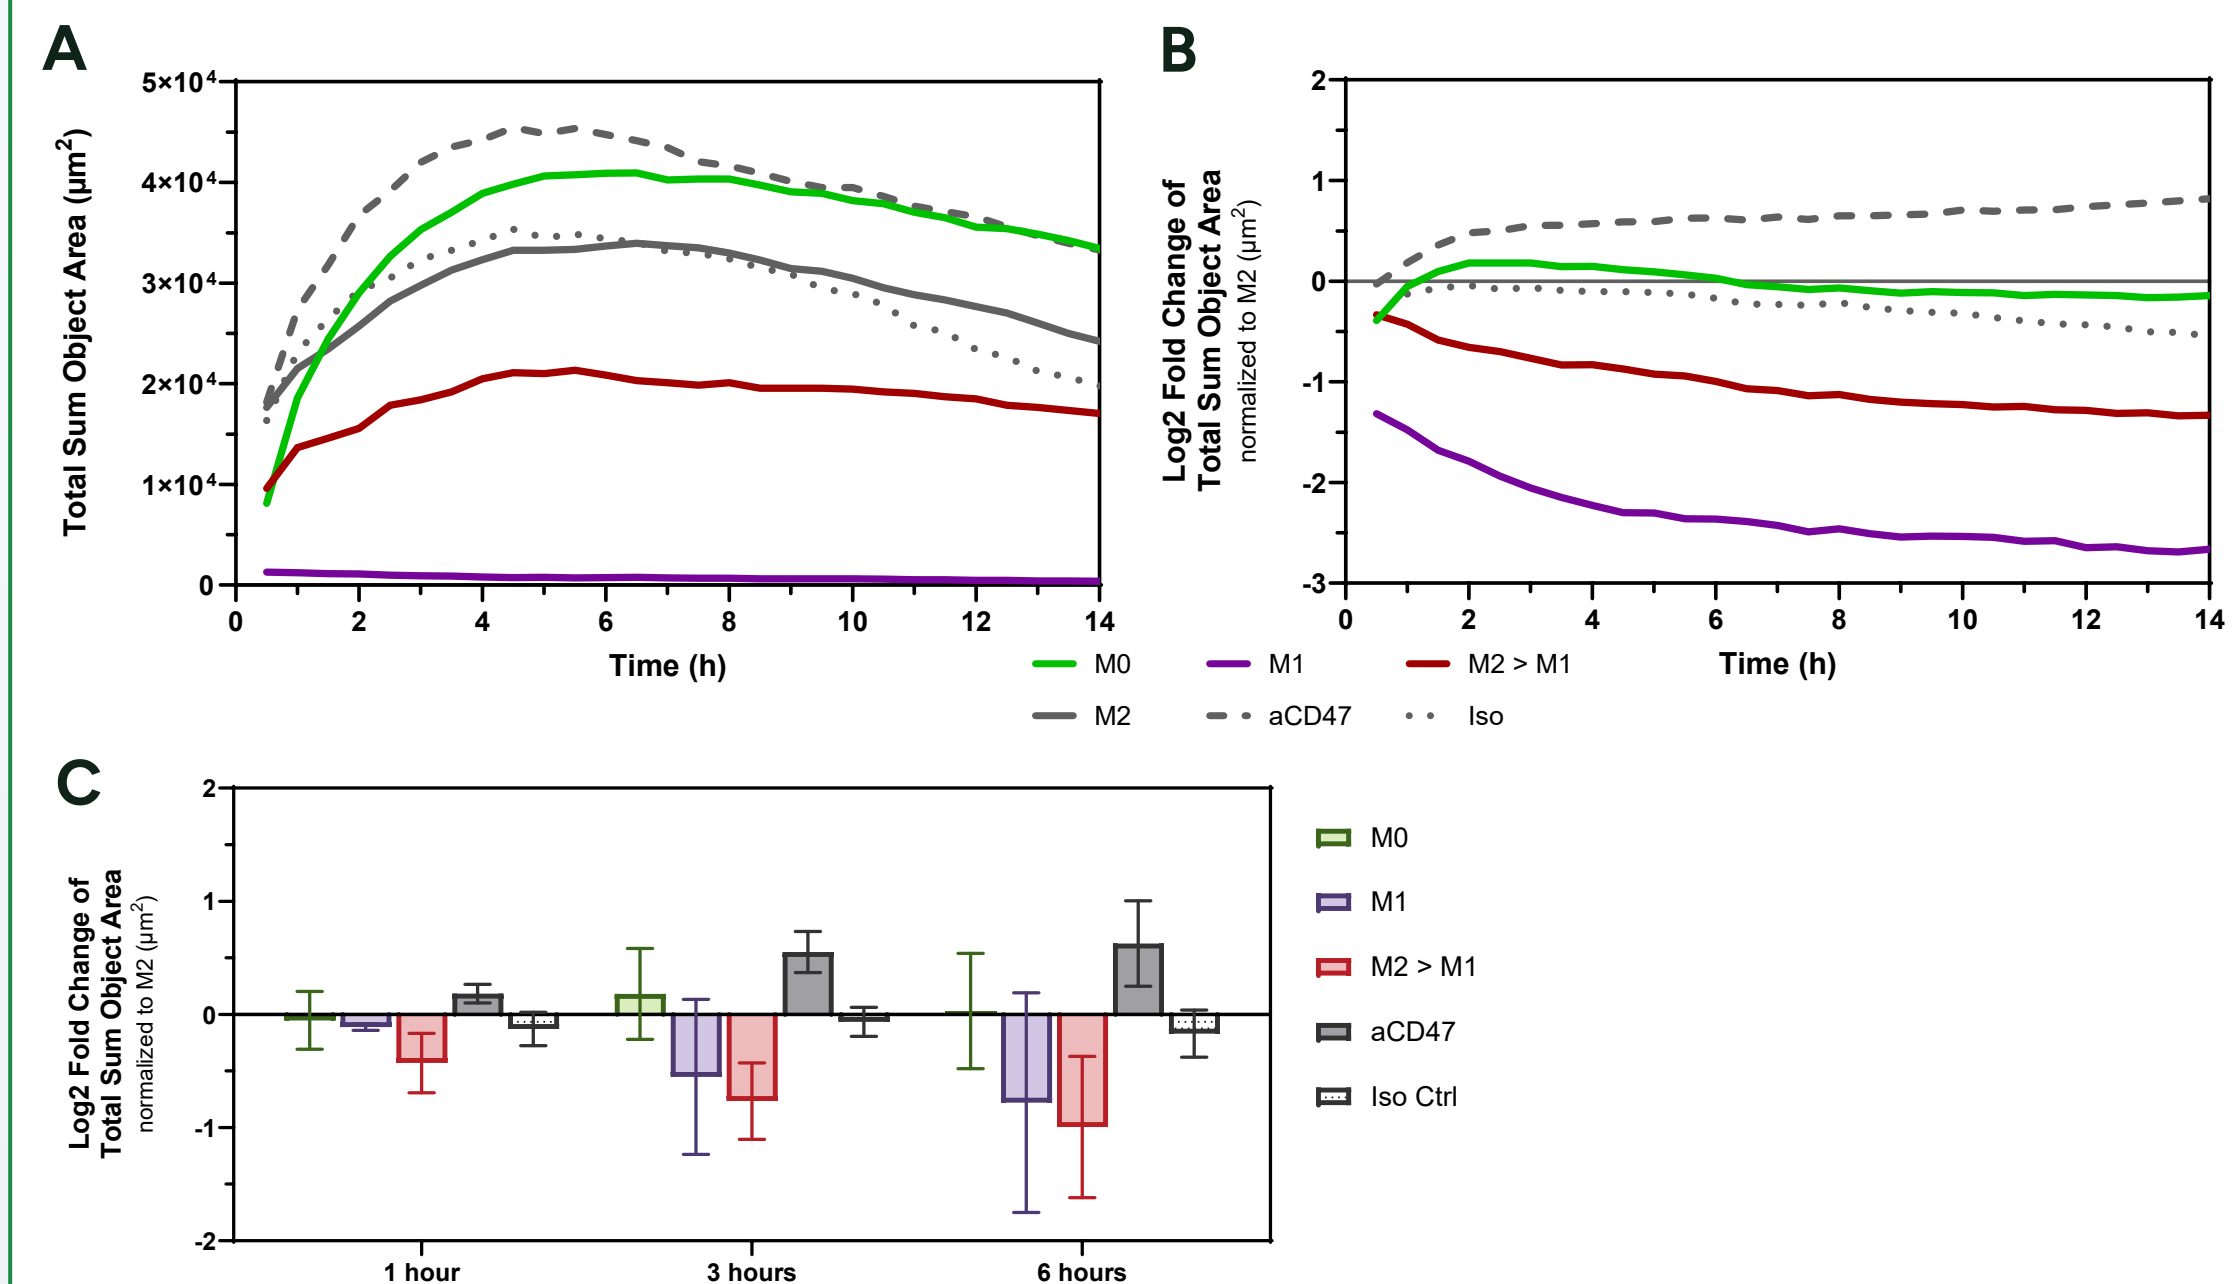 A
B
5×10⁴
4×10⁴
3×10⁴
2×10⁴
1×10⁴
0
Total Sum Object Area (µm²)
0 2 4 6 8 10 12 14
Time (h)
2
1
0
-1
-2
-3
Log2 Fold Change of
Total Sum Object Area
normalized to M2 (µm²)
0 2 4 6 8 10 12 14
Time (h)
M0 M1 M2 > M1
M2 aCD47 Iso
C
2
1
0
-1
-2
Log2 Fold Change of
Total Sum Object Area
normalized to M2 (µm²)
1 hour 3 hours 6 hours
M0
M1
M2 > M1
aCD47
Iso Ctrl